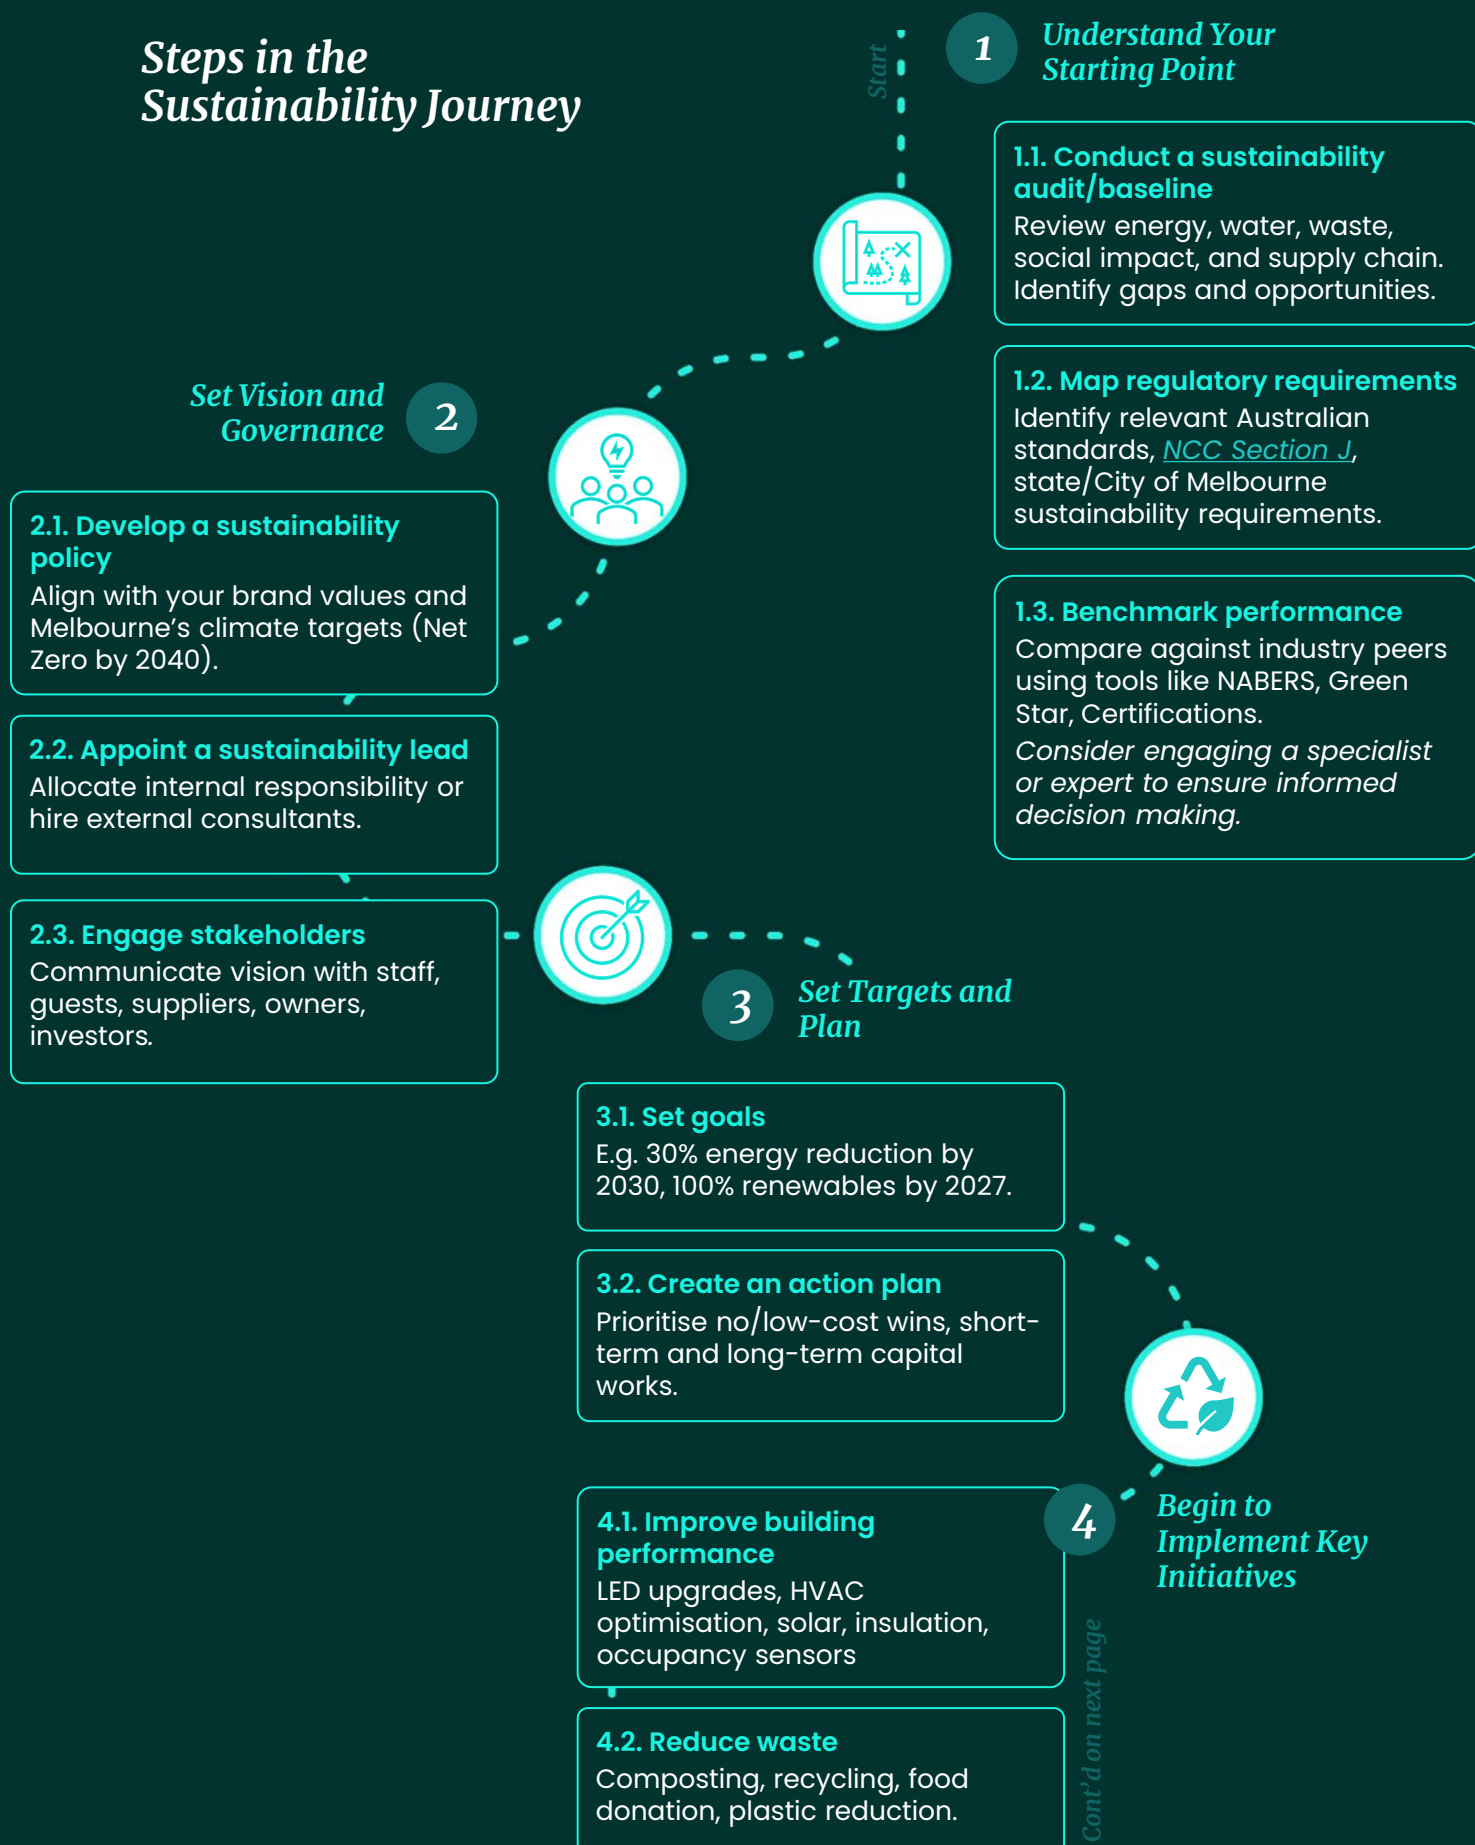 Steps in the
Sustainability Journey
Start
1
Understand Your
Starting Point
1.1. Conduct a sustainability
audit/baseline
Review energy, water, waste,
social impact, and supply chain.
Identify gaps and opportunities.
1.2. Map regulatory requirements
Identify relevant Australian
standards, NCC Section J,
state/City of Melbourne
sustainability requirements.
1.3. Benchmark performance
Compare against industry peers
using tools like NABERS, Green
Star, Certifications.
Consider engaging a specialist
or expert to ensure informed
decision making.
Set Vision and
Governance
2
2.1. Develop a sustainability
policy
Align with your brand values and
Melbourne’s climate targets (Net
Zero by 2040).
2.2. Appoint a sustainability lead
Allocate internal responsibility or
hire external consultants.
2.3. Engage stakeholders
Communicate vision with staff,
guests, suppliers, owners,
investors.
3
Set Targets and
Plan
3.1. Set goals
E.g. 30% energy reduction by
2030, 100% renewables by 2027.
3.2. Create an action plan
Prioritise no/low-cost wins, short-
term and long-term capital
works.
4
Begin to
Implement Key
Initiatives
4.1. Improve building
performance
LED upgrades, HVAC
optimisation, solar, insulation,
occupancy sensors
4.2. Reduce waste
Composting, recycling, food
donation, plastic reduction.
Cont’d on next page